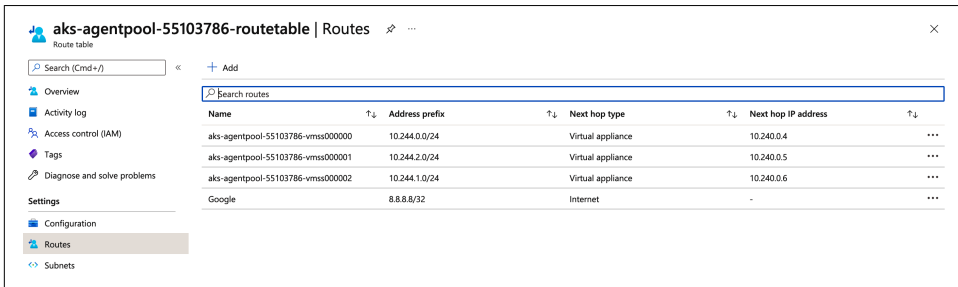 aks-agentpool-55103786-routetable | Routes
Route table
Search (Cmd+/)
Overview
Activity log
Access control (IAM)
Tags
Diagnose and solve problems
Settings
Configuration
Routes
Subnets
Add
Search routes
Name Address prefix Next hop type Next hop IP address
aks-agentpool-55103786-vmss000000 10.244.0.0/24 Virtual appliance 10.240.0.4
aks-agentpool-55103786-vmss000001 10.244.2.0/24 Virtual appliance 10.240.0.5
aks-agentpool-55103786-vmss000002 10.244.1.0/24 Virtual appliance 10.240.0.6
Google 8.8.8.8/32 Internet -